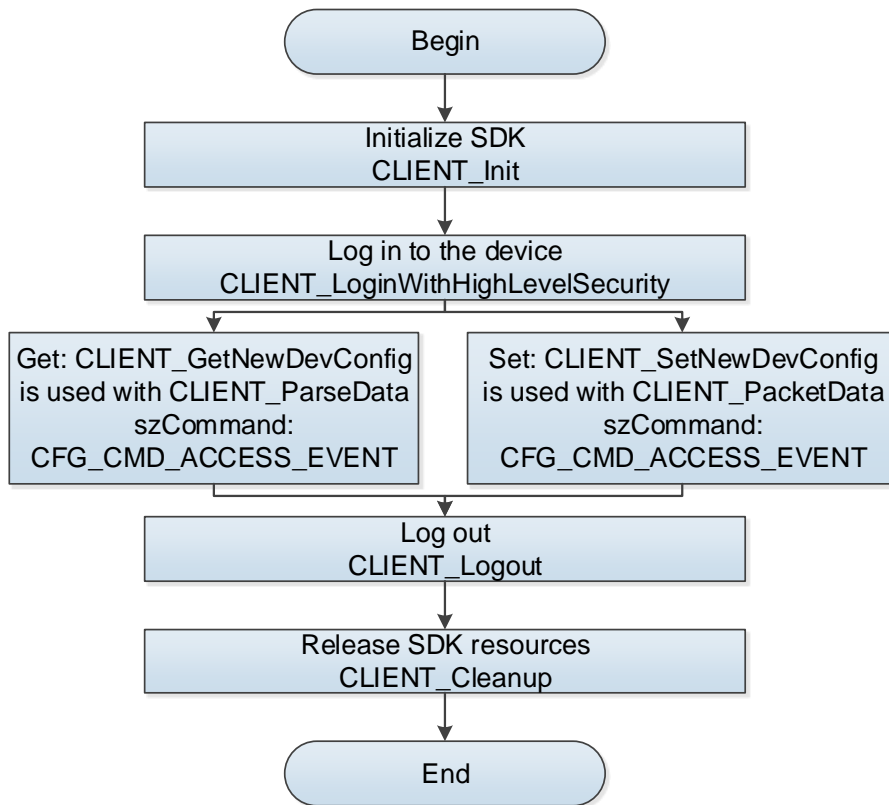 Begin
Initialize SDK
CLIENT_Init
Log in to the device
CLIENT_LoginWithHighLevelSecurity
Get: CLIENT_GetNewDevConfig
is used with CLIENT_ParseData
szCommand:
CFG_CMD_ACCESS_EVENT
Set: CLIENT_SetNewDevConfig
is used with CLIENT_PacketData
szCommand:
CFG_CMD_ACCESS_EVENT
Log out
CLIENT_Logout
Release SDK resources
CLIENT_Cleanup
End